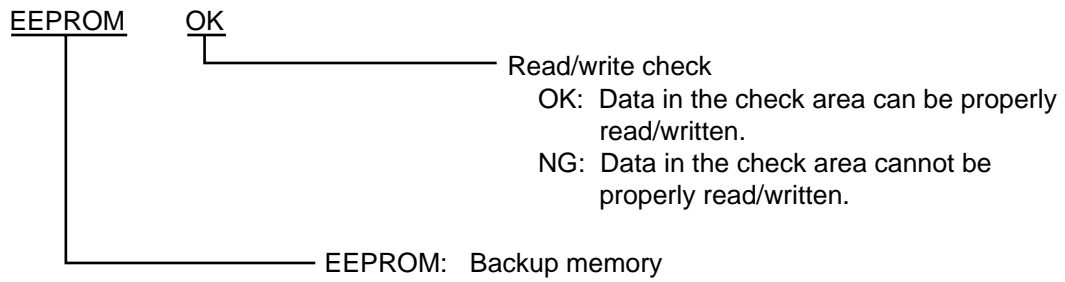 EEPROM OK
Read/write check
OK: Data in the check area can be properly
read/written.
NG: Data in the check area cannot be
properly read/written.
EEPROM: Backup memory